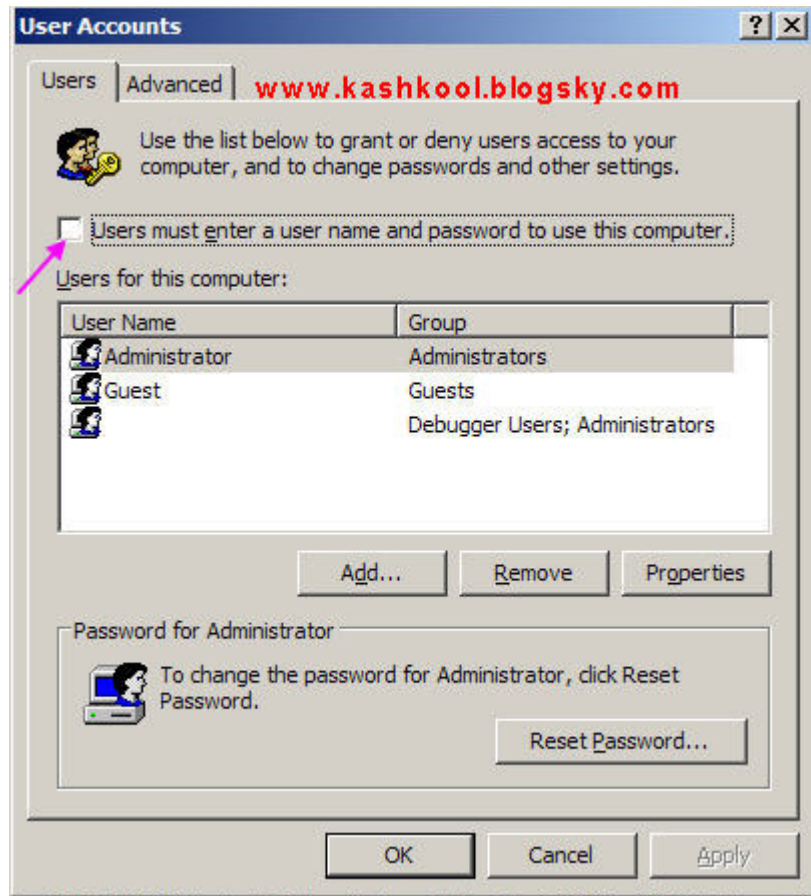 User Accounts
Users Advanced www.kashkool.blogsky.com
Use the list below to grant or deny users access to your
computer, and to change passwords and other settings.
Users must enter a user name and password to use this computer.
Users for this computer:
User Name Group
Administrator Administrators
Guest Guests
Debugger Users; Administrators
Add... Remove Properties
Password for Administrator
To change the password for Administrator, click Reset
Password.
Reset Password...
OK Cancel Apply